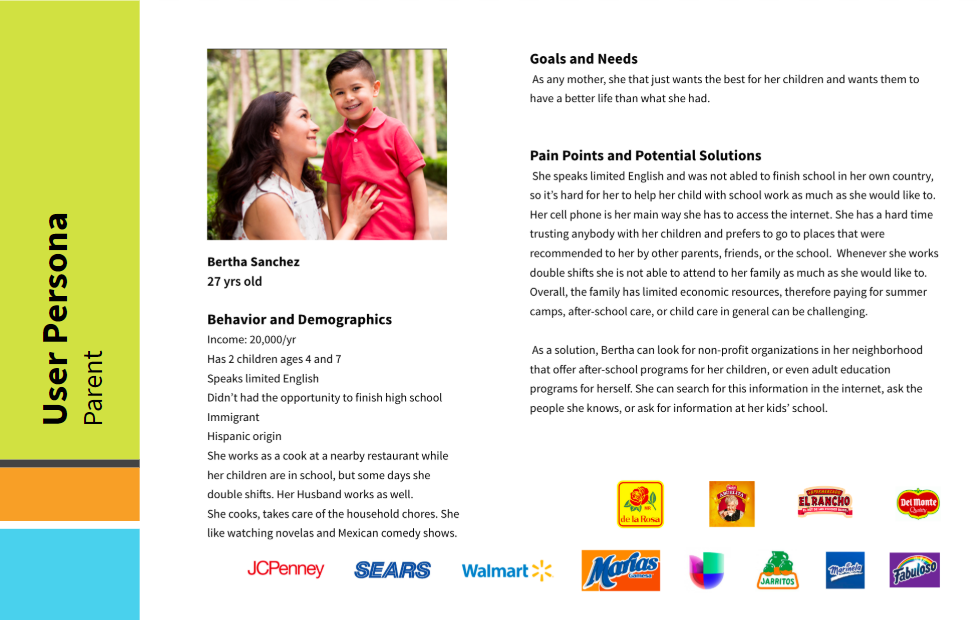 User Persona
Parent
Bertha Sanchez
27 yrs old
Behavior and Demographics
Income: 20,000/yr
Has 2 children ages 4 and 7
Speaks limited English
Didn't had the opportunity to finish high school
Immigrant
Hispanic origin
She works as a cook at a nearby restaurant while
her children are in school, but some days she
double shifts. Her Husband works as well.
She cooks, takes care of the household chores. She
like watching novelas and Mexican comedy shows.
Goals and Needs
As any mother, she that just wants the best for her children and wants them to
have a better life than what she had.
Pain Points and Potential Solutions
She speaks limited English and was not abled to finish school in her own country,
so it's hard for her to help her child with school work as much as she would like to.
Her cell phone is her main way she has to access the internet. She has a hard time
trusting anybody with her children and prefers to go to places that were
recommended to her by other parents, friends, or the school.  Whenever she works
double shifts she is not able to attend to her family as much as she would like to.
Overall, the family has limited economic resources, therefore paying for summer
camps, after-school care, or child care in general can be challenging.
As a solution, Bertha can look for non-profit organizations in her neighborhood
that offer after-school programs for her children, or even adult education
programs for herself. She can search for this information in the internet, ask the
people she knows, or ask for information at her kids' school.
de la Rosa
ABUELITA
EL RANCHO
Del Monte
Quality
JCPenney
SEARS
Walmart
Marías
Gamesa
JARRITOS
Marinela
Fabuloso